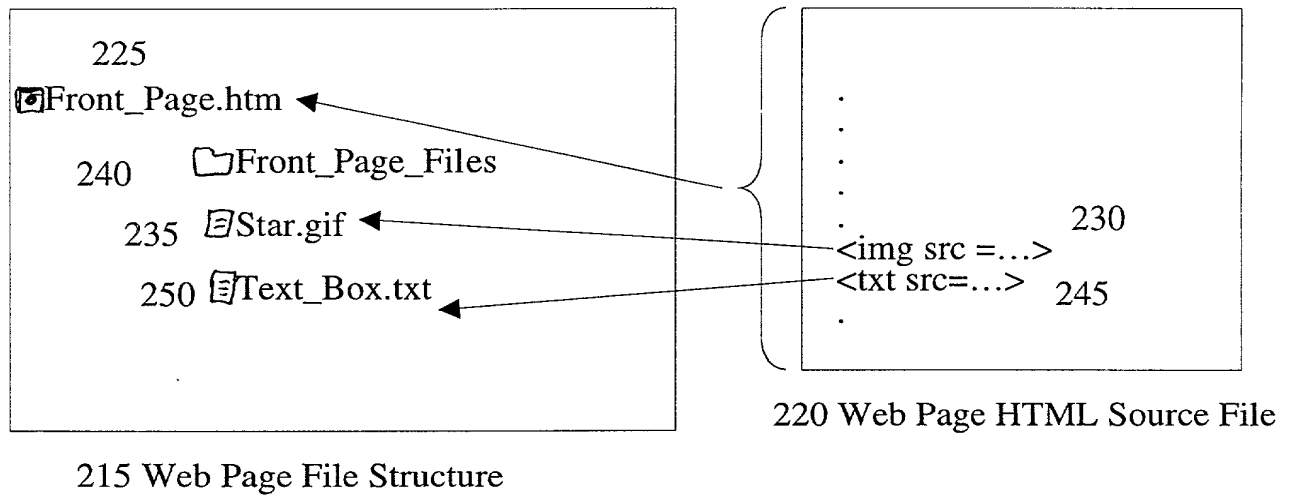 225
Front_Page.htm
240 Front_Page_Files
235 Star.gif
250 Text_Box.txt
215 Web Page File Structure
.
.
.
.
.
230
<img src =...>
<txt src=...> 245
.
220 Web Page HTML Source File